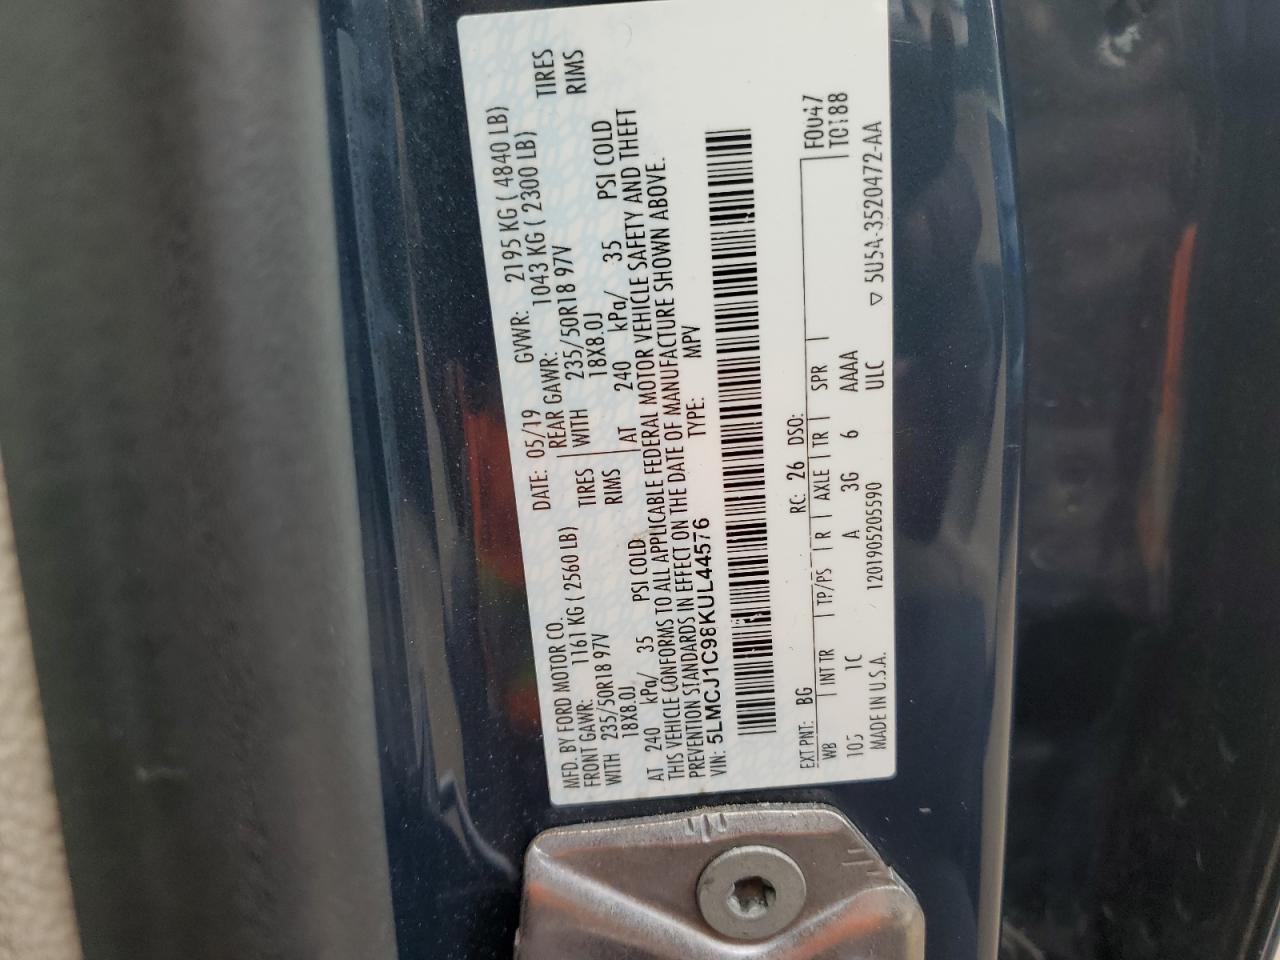 MFD. BY FORD MOTOR CO. DATE: 05/19 GVWR: 2195 KG ( 4840 LB)
FRONT GAWR: 1161 KG ( 2560 LB) REAR GAWR: 1043 KG ( 2300 LB)
WITH 235/50R18 97V TIRES WITH 235/50R18 97V TIRES
18X8.0J RIMS 18X8.0J RIMS
AT 240 kPa/ 35 PSI COLD AT 240 kPa/ 35 PSI COLD
THIS VEHICLE CONFORMS TO ALL APPLICABLE FEDERAL MOTOR VEHICLE SAFETY AND THEFT
PREVENTION STANDARDS IN EFFECT ON THE DATE OF MANUFACTURE SHOWN ABOVE.
VIN: 5LMCJ1C98KUL44576 TYPE: MPV
EXT PNT: BG RC: 26 DSO: F0047
WB INT TR TP/PS R AXLE TR SPR TC188
105 1C A 3G 6 AAAA
MADE IN U.S.A. 1201905205590 ULC ▽ 5U5A-3520472-AA